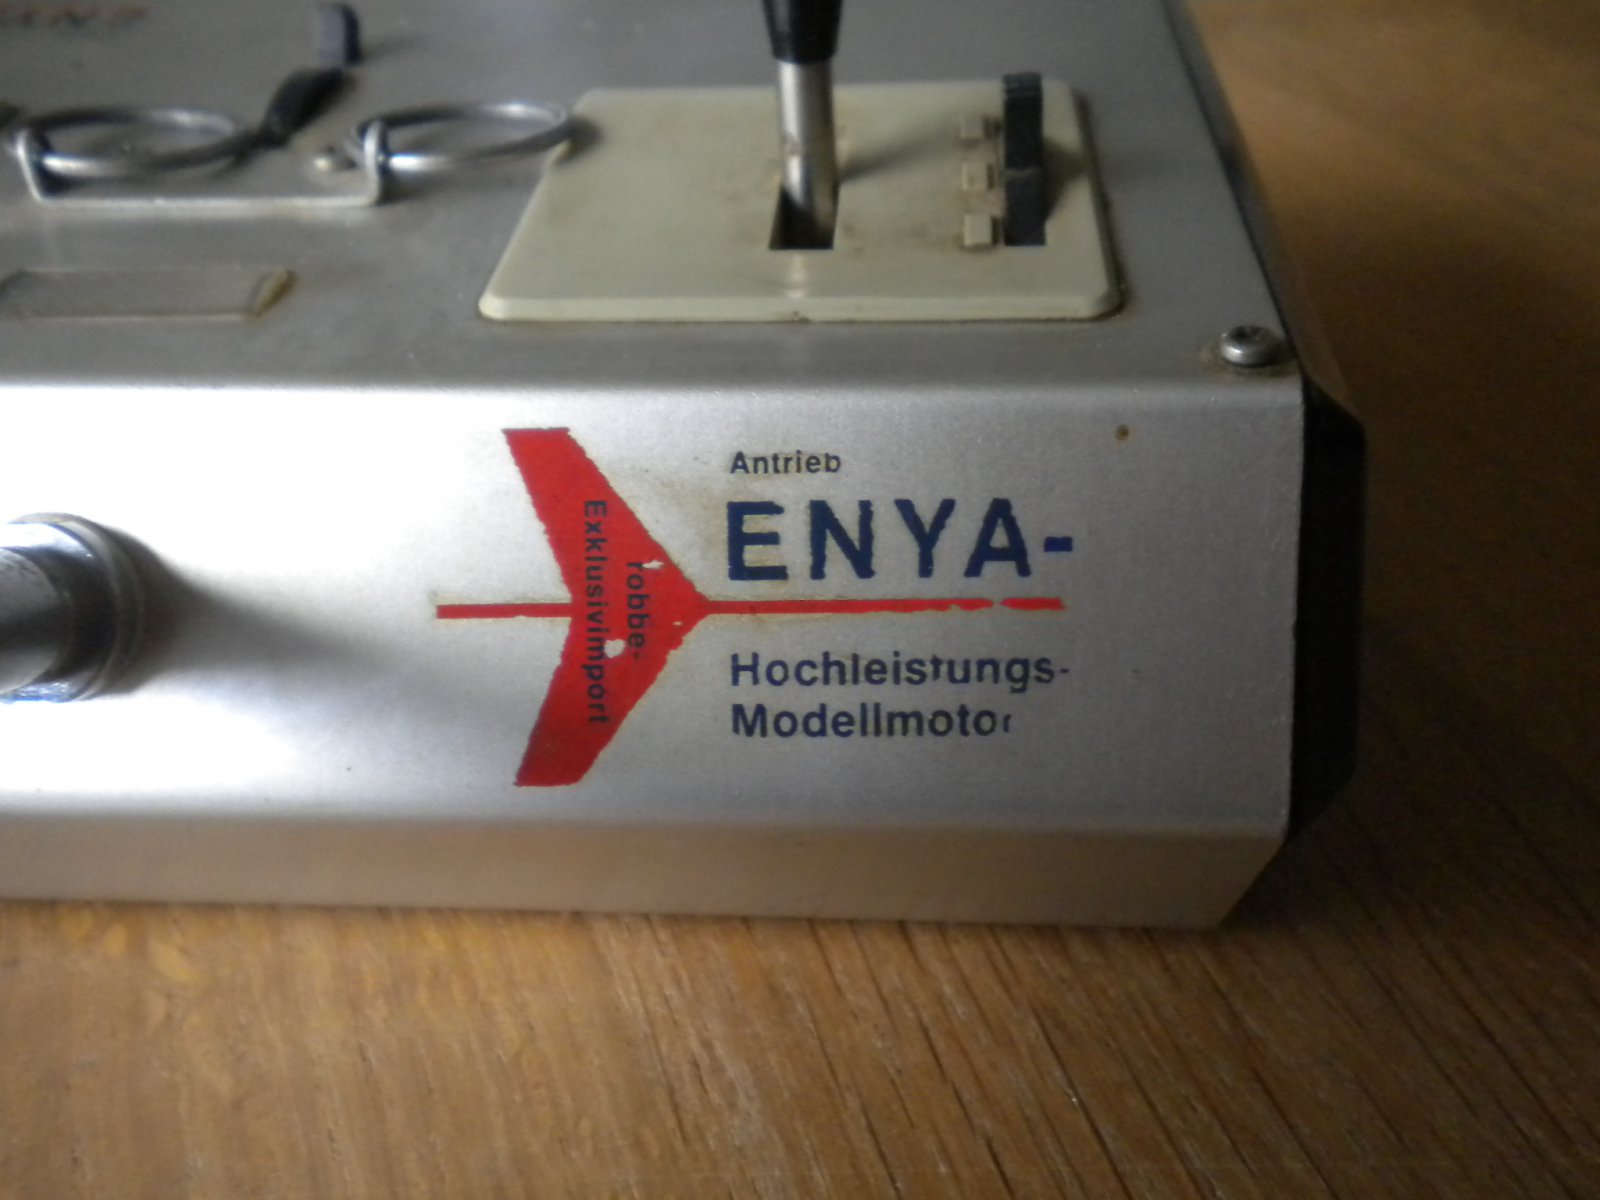 Antrieb
ENYA-
robbe-
Exklusivimport
Hochleistungs-
Modellmotor